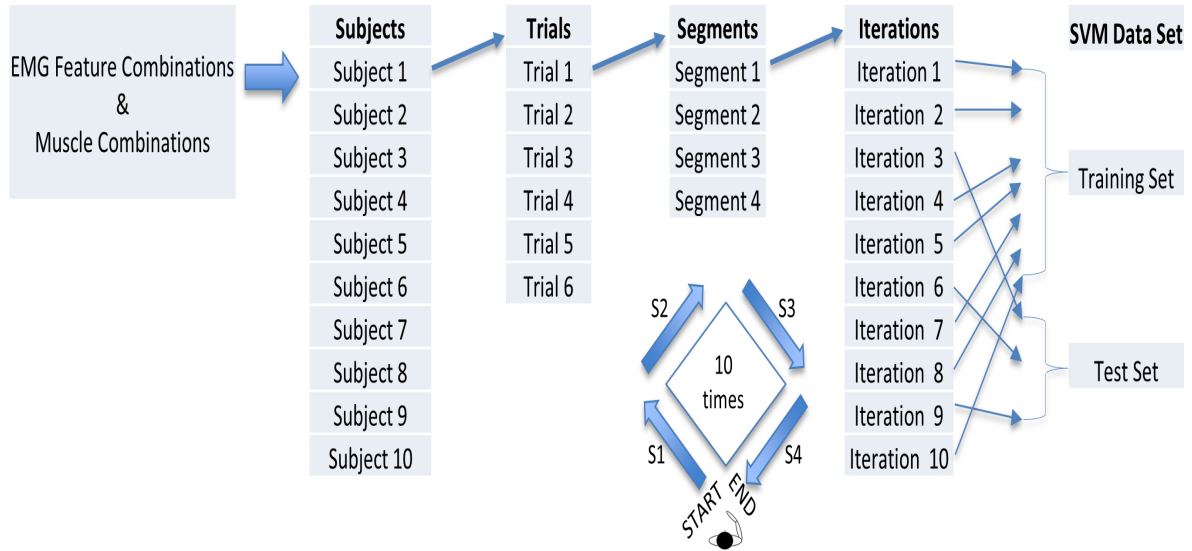 EMG Feature Combinations
&
Muscle Combinations
Subjects
Subject 1
Subject 2
Subject 3
Subject 4
Subject 5
Subject 6
Subject 7
Subject 8
Subject 9
Subject 10
Trials
Trial 1
Trial 2
Trial 3
Trial 4
Trial 5
Trial 6
Segments
Segment 1
Segment 2
Segment 3
Segment 4
S2
S3
10
times
S1
S4
START
END
Iterations
Iteration 1
Iteration 2
Iteration 3
Iteration 4
Iteration 5
Iteration 6
Iteration 7
Iteration 8
Iteration 9
Iteration 10
SVM Data Set
Training Set
Test Set